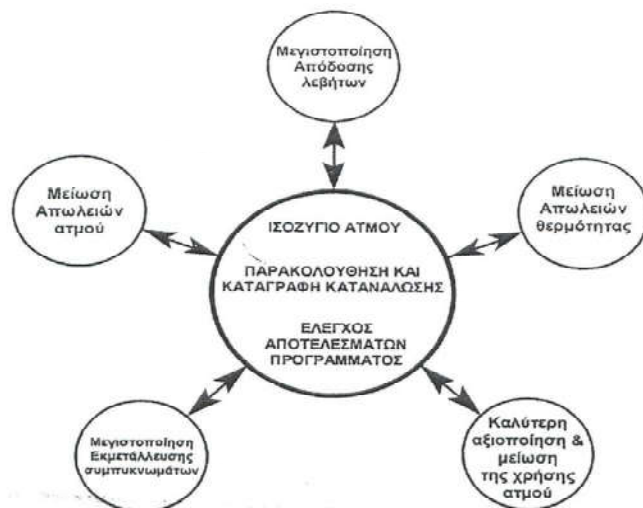 Μεγιστοποίηση
Απόδοσης
λεβήτων
Μείωση
Απωλειών
ατμού
Μείωση
Απωλειών
θερμότητας
ΙΣΟΖΥΓΙΟ ΑΤΜΟΥ
ΠΑΡΑΚΟΛΟΥΘΗΣΗ ΚΑΙ
ΚΑΤΑΓΡΑΦΗ ΚΑΤΑΝΑΛΩΣΗΣ
ΕΛΕΓΧΟΣ
ΑΠΟΤΕΛΕΣΜΑΤΩΝ
ΠΡΟΓΡΑΜΜΑΤΟΣ
Μεγιστοποίηση
Εκμετάλλευσης
συμπυκνωμάτων
Καλύτερη
αξιοποίηση &
μείωση
της χρήσης
ατμού